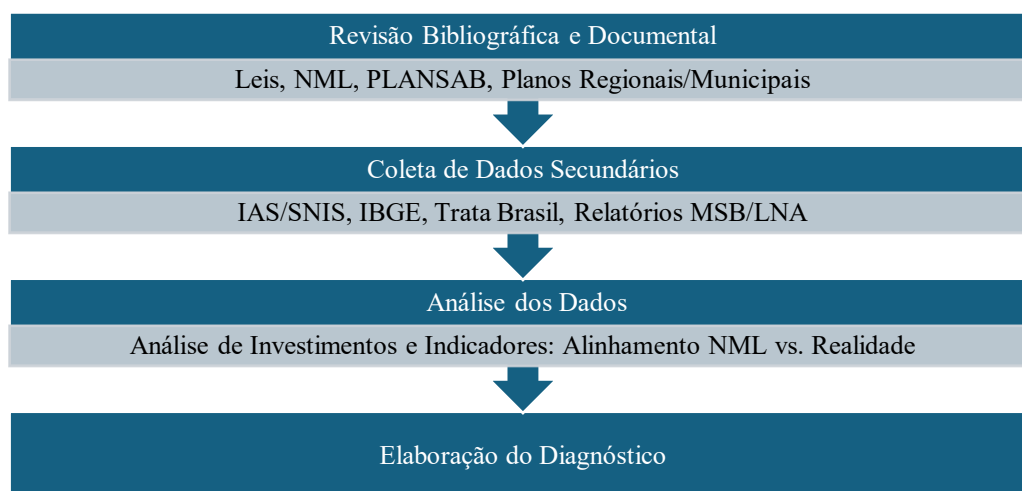 Revisão Bibliográfica e Documental
Leis, NML, PLANSAB, Planos Regionais/Municipais
Coleta de Dados Secundários
IAS/SNIS, IBGE, Trata Brasil, Relatórios MSB/LNA
Análise dos Dados
Análise de Investimentos e Indicadores: Alinhamento NML vs. Realidade
Elaboração do Diagnóstico